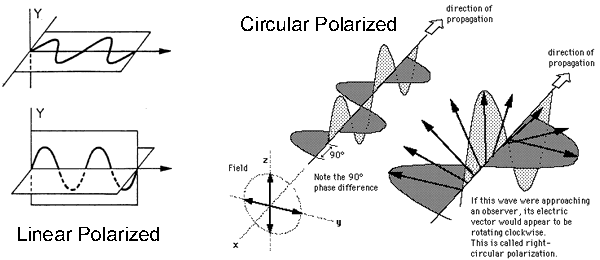 Y
Y
Linear Polarized
Circular Polarized
direction of
propagation
90°
Note the 90°
phase difference
Field
z
y
x
direction of
propagation
If this wave were approaching
an observer, its electric
vector would appear to be
rotating clockwise.
This is called right-
circular polarization.